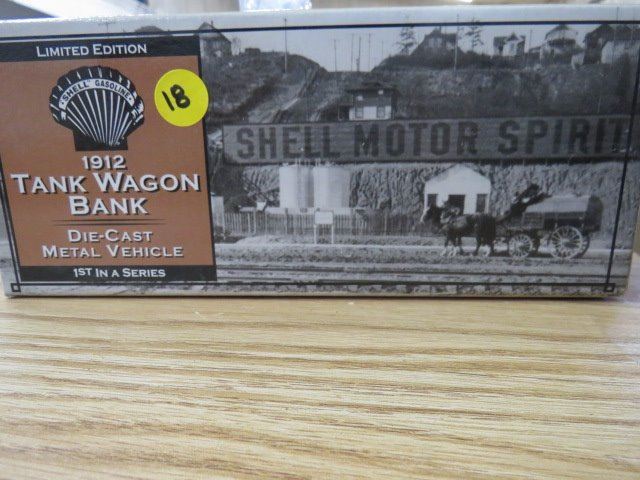 LIMITED EDITION
"SHELL" GASOLINE
18
1912
TANK WAGON
BANK
DIE-CAST
METAL VEHICLE
1ST IN A SERIES
SHELL MOTOR SPIRIT